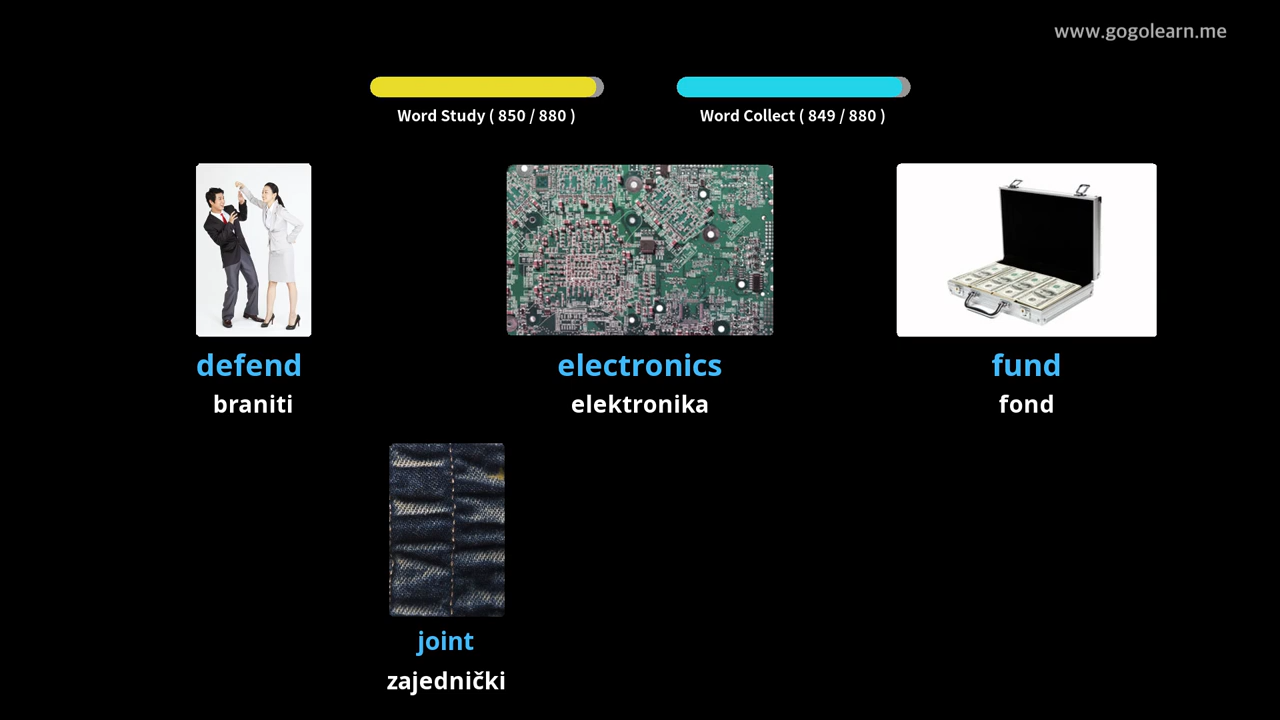 www.gogolearn.me
Word Study ( 850 / 880 )
Word Collect ( 849 / 880 )
defend
electronics
fund
braniti
elektronika
fond
joint
zajednički